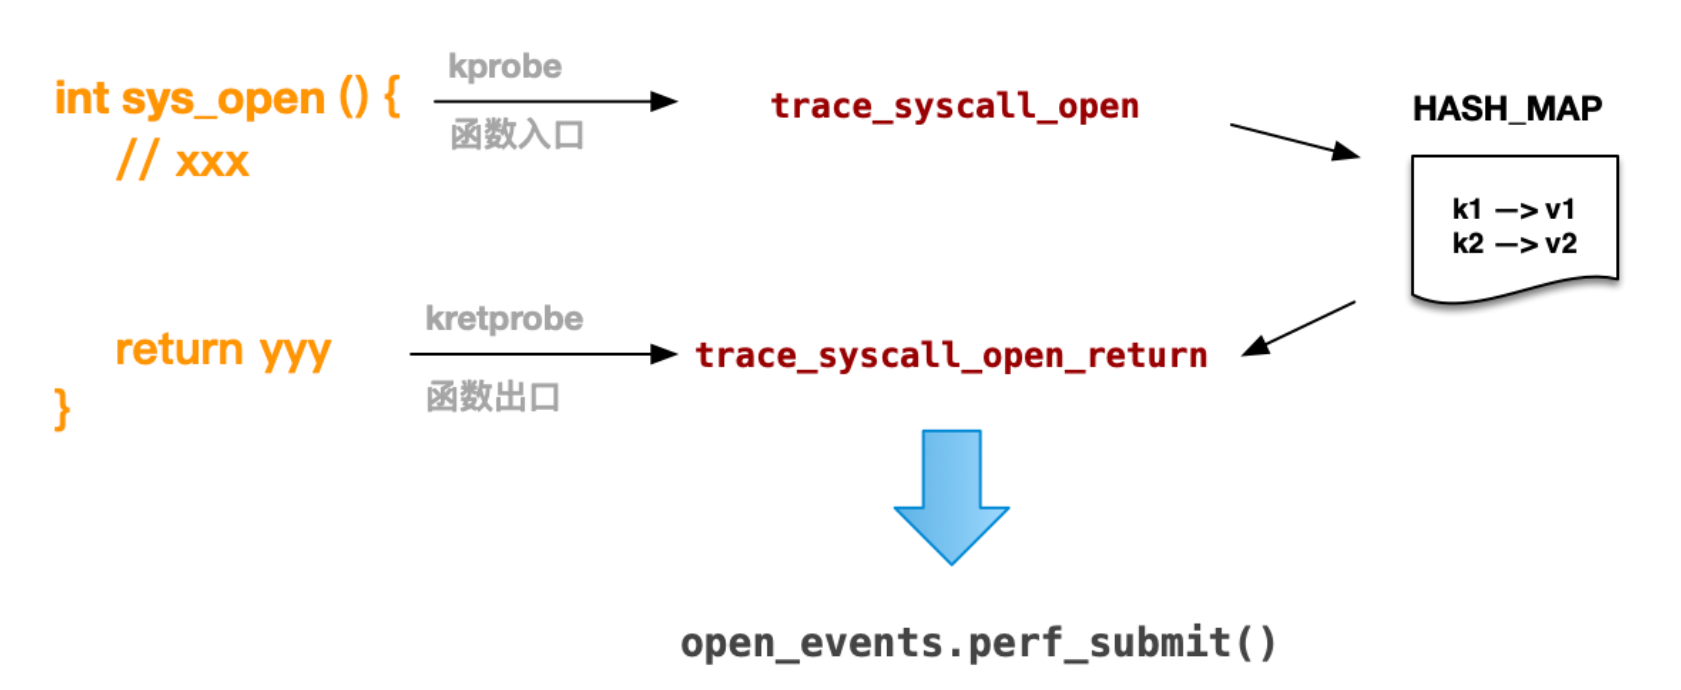 kprobe
int sys_open () {
trace_syscall_open
HASH_MAP
函数入口
// xxx
k1 —> v1
k2 —> v2
kretprobe
return yyy
trace_syscall_open_return
函数出口
}
open_events.perf_submit()